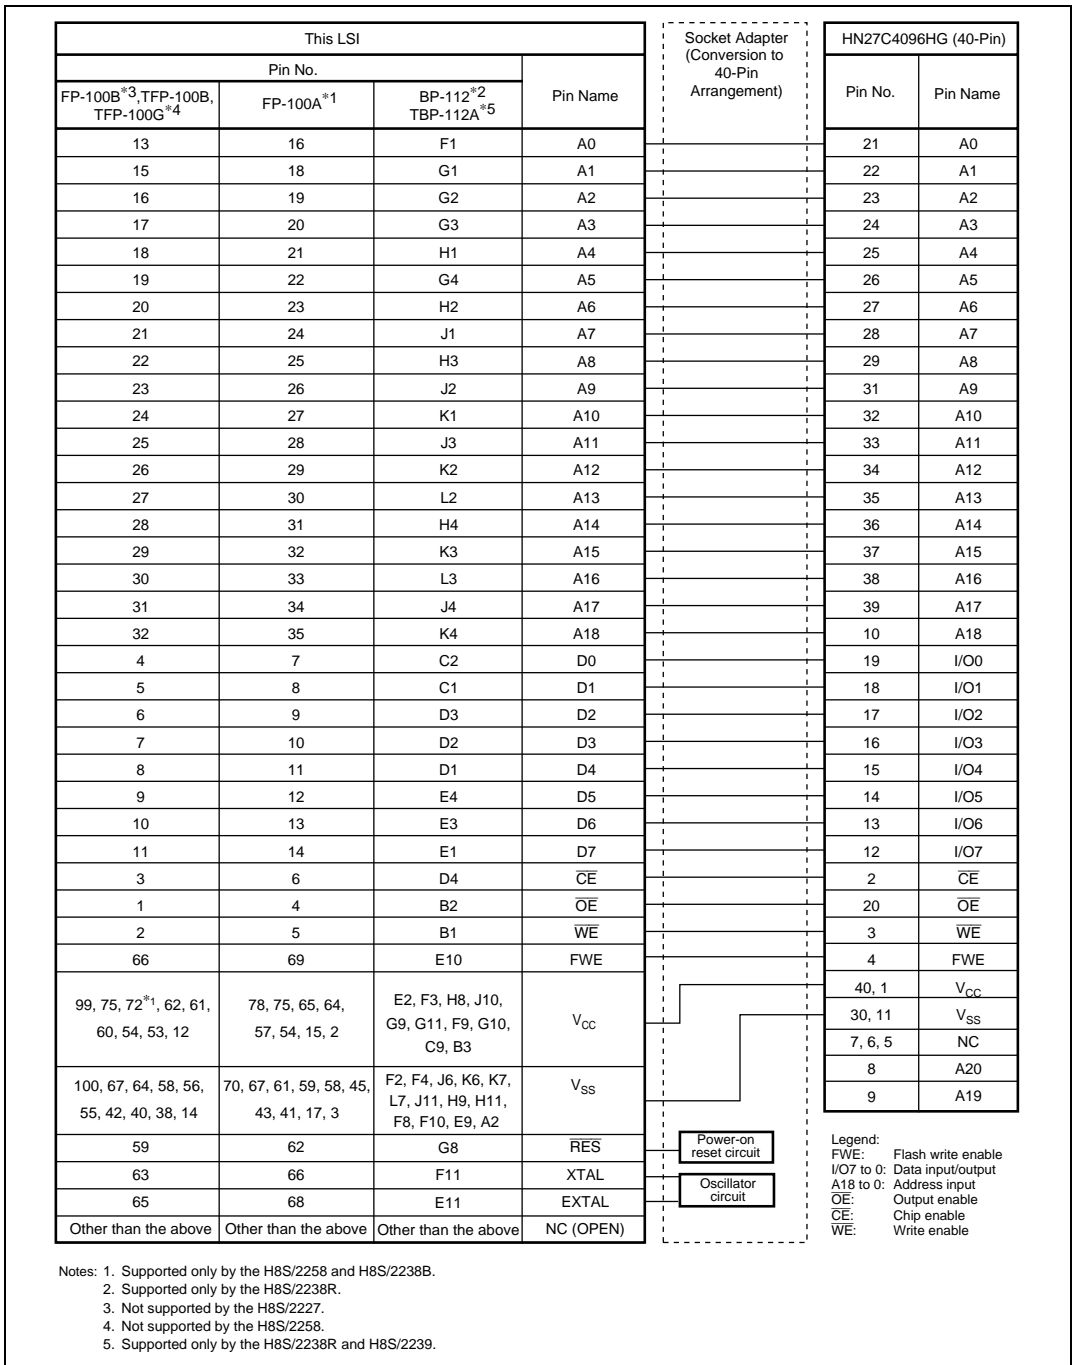 This LSI
Socket Adapter
(Conversion to
40-Pin
Arrangement)
HN27C4096HG (40-Pin)
Pin No.
Pin Name
Pin No.
Pin Name
FP-100B*3,TFP-100B,
TFP-100G*4
FP-100A*1
BP-112*2
TBP-112A*5
13 16 F1 A0 21 A0
15 18 G1 A1 22 A1
16 19 G2 A2 23 A2
17 20 G3 A3 24 A3
18 21 H1 A4 25 A4
19 22 G4 A5 26 A5
20 23 H2 A6 27 A6
21 24 J1 A7 28 A7
22 25 H3 A8 29 A8
23 26 J2 A9 31 A9
24 27 K1 A10 32 A10
25 28 J3 A11 33 A11
26 29 K2 A12 34 A12
27 30 L2 A13 35 A13
28 31 H4 A14 36 A14
29 32 K3 A15 37 A15
30 33 L3 A16 38 A16
31 34 J4 A17 39 A17
32 35 K4 A18 10 A18
4 7 C2 D0 19 I/O0
5 8 C1 D1 18 I/O1
6 9 D3 D2 17 I/O2
7 10 D2 D3 16 I/O3
8 11 D1 D4 15 I/O4
9 12 E4 D5 14 I/O5
10 13 E3 D6 13 I/O6
11 14 E1 D7 12 I/O7
3 6 D4 CE 2 CE
1 4 B2 OE 20 OE
2 5 B1 WE 3 WE
66 69 E10 FWE 4 FWE
99, 75, 72*1, 62, 61,
60, 54, 53, 12
78, 75, 65, 64,
57, 54, 15, 2
E2, F3, H8, J10,
G9, G11, F9, G10,
C9, B3
VCC
40, 1 VCC
30, 11 VSS
7, 6, 5 NC
8 A20
9 A19
100, 67, 64, 58, 56,
55, 42, 40, 38, 14
70, 67, 61, 59, 58, 45,
43, 41, 17, 3
F2, F4, J6, K6, K7,
L7, J11, H9, H11,
F8, F10, E9, A2
VSS
59 62 G8 RES
Power-on
reset circuit
63 66 F11 XTAL
65 68 E11 EXTAL
Oscillator
circuit
Other than the above Other than the above Other than the above NC (OPEN)
Legend:
FWE: Flash write enable
I/O7 to 0: Data input/output
A18 to 0: Address input
OE: Output enable
CE: Chip enable
WE: Write enable
Notes: 1. Supported only by the H8S/2258 and H8S/2238B.
2. Supported only by the H8S/2238R.
3. Not supported by the H8S/2227.
4. Not supported by the H8S/2258.
5. Supported only by the H8S/2238R and H8S/2239.